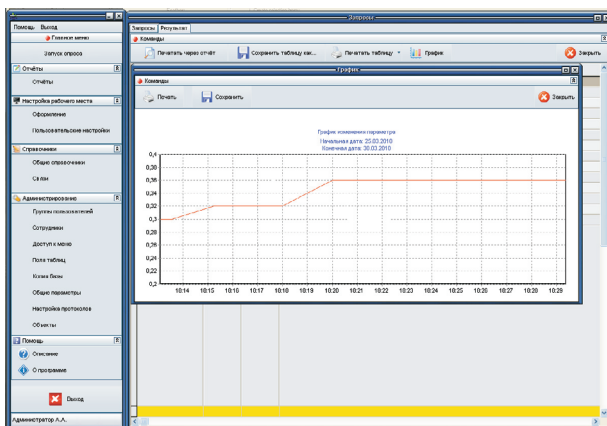 Помощь Выход
Главное меню
Запуск опроса
Отчёты
Отчёты
Настройка рабочего места
Оформление
Пользовательские настройки
Справочники
Общие справочники
Связи
Администрирование
Группы пользователей
Сотрудники
Доступ к меню
Поля таблиц
Копия базы
Общие параметры
Настройка протоколов
Объекты
Помощь
Описание
О программе
Выход
Администратор А.А.
Запросы
Запросы Результат
Команды
Печатать через отчёт Сохранить таблицу как... Печатать таблицу График Закрыть
График
Команды
Печать Сохранить Закрыть
График изменения параметра
Начальная дата: 25.03.2010
Конечная дата: 30.03.2010
0,4
0,38
0,36
0,34
0,32
0,3
0,28
0,26
0,24
0,22
0,2
10:14 10:15 10:16 10:17 10:18 10:19 10:20 10:21 10:22 10:23 10:24 10:25 10:26 10:27 10:28 10:29